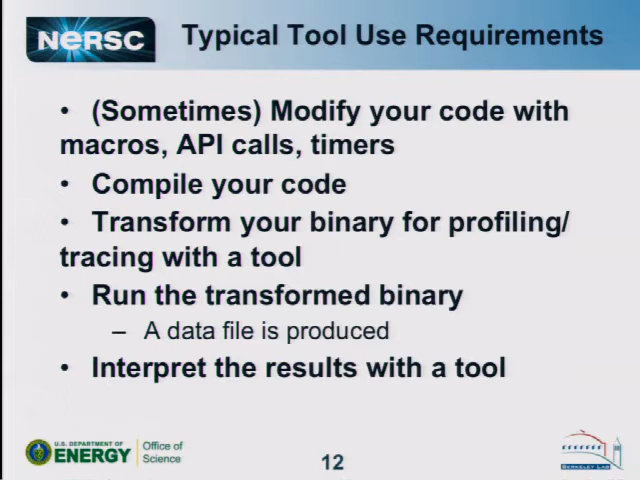 NERSC
Typical Tool Use Requirements
• (Sometimes) Modify your code with
macros, API calls, timers
• Compile your code
• Transform your binary for profiling/
tracing with a tool
• Run the transformed binary
– A data file is produced
• Interpret the results with a tool
U.S. DEPARTMENT OF
ENERGY
Office of
Science
12
BERKELEY LAB